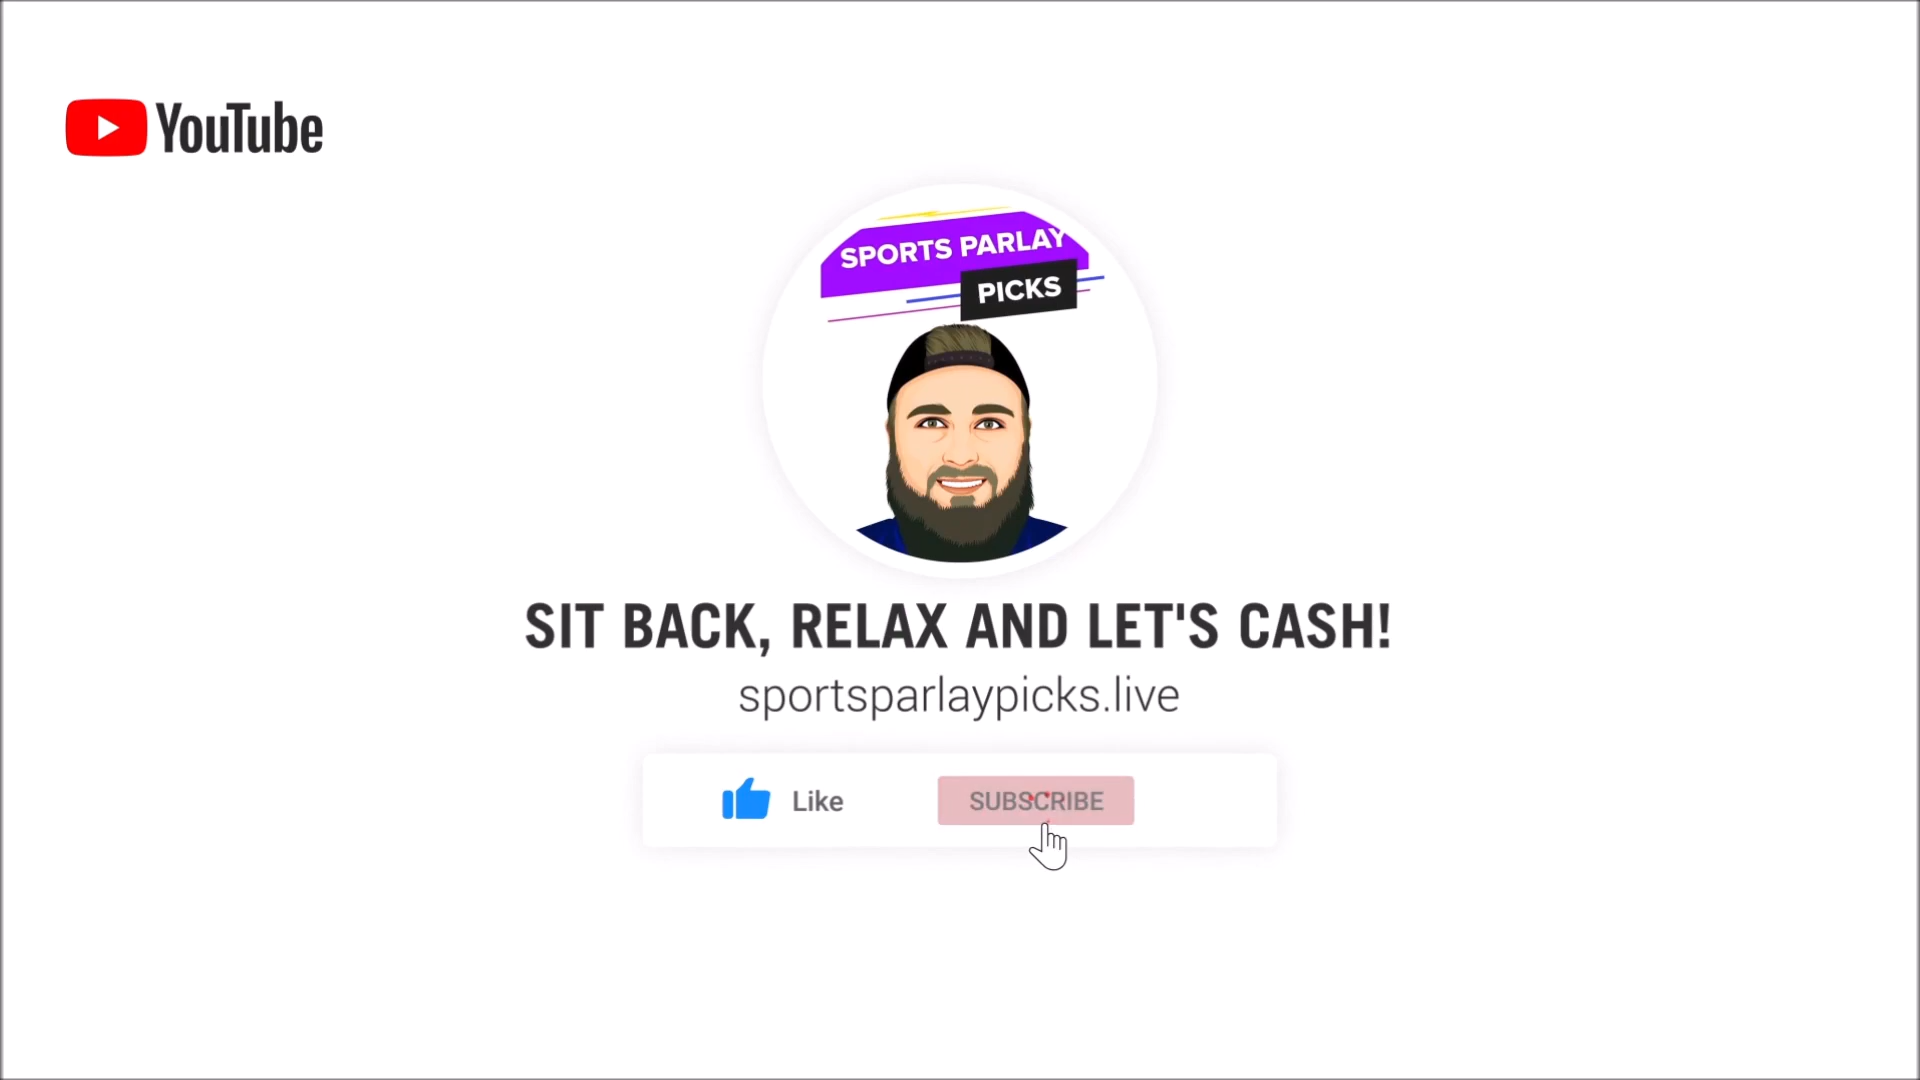 YouTube
SPORTS PARLAY
PICKS
SIT BACK, RELAX AND LET'S CASH!
sportsparlaypicks.live
Like
SUBSCRIBE